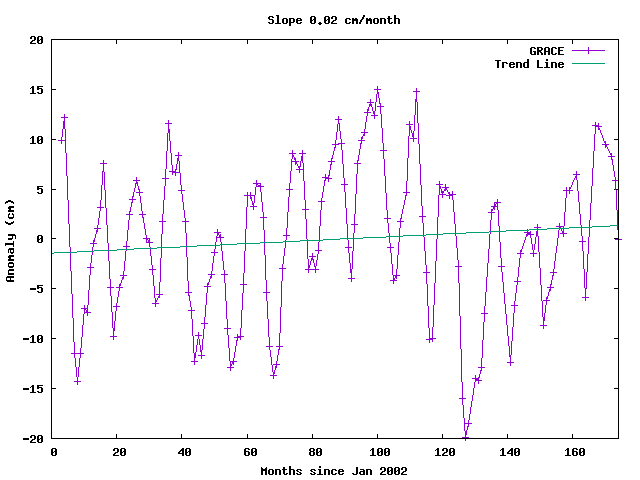 Slope 0.02 cm/month
GRACE
Trend Line
20
15
10
5
0
-5
-10
-15
-20
Anomaly (cm)
0 20 40 60 80 100 120 140 160
Months since Jan 2002